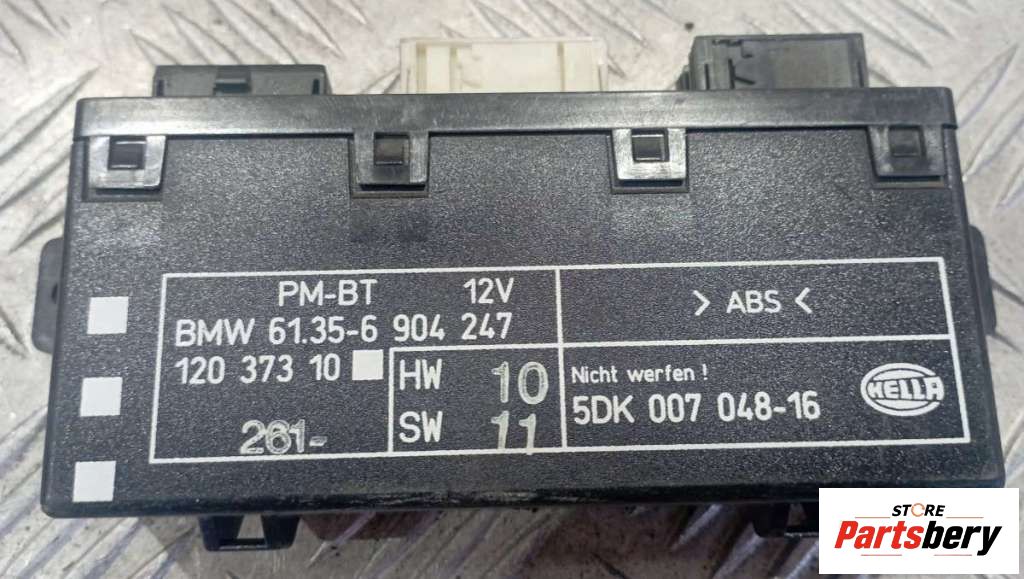 PM-BT 12V
BMW 61.35-6 904 247
120 373 10
HW 10
SW 11
261-
> ABS <
Nicht werfen !
5DK 007 048-16
HELLA
K
STORE
Partsbery